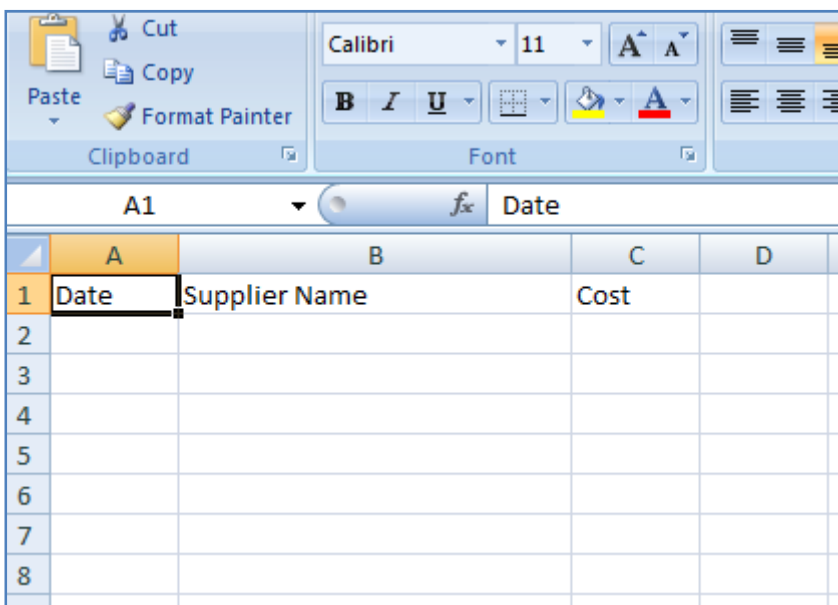 Cut
Copy
Paste
Format Painter
Clipboard
Calibri
11
A A
B I U A
Font
A1
fx Date
A B C D
1 Date Supplier Name Cost
2
3
4
5
6
7
8